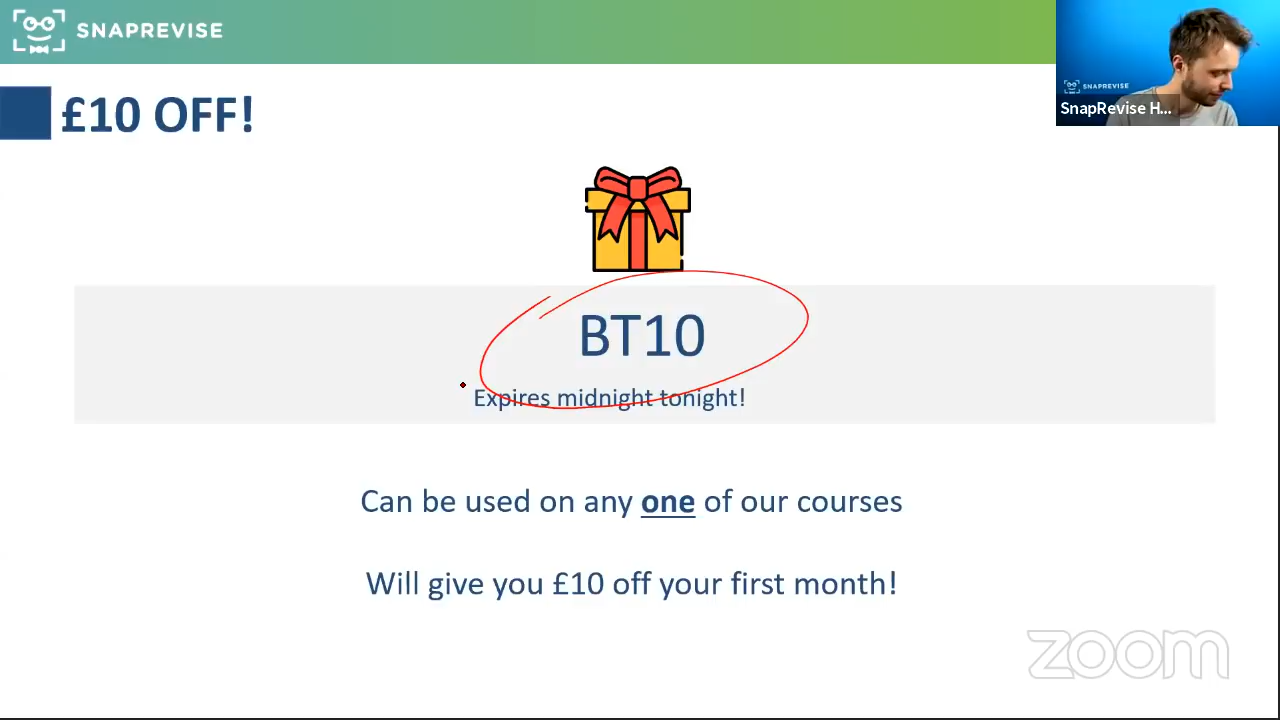 SNAPREVISE
SNAPREVISE
SnapRevise H...
£10 OFF!
BT10
Expires midnight tonight!
Can be used on any one of our courses
Will give you £10 off your first month!
zoom